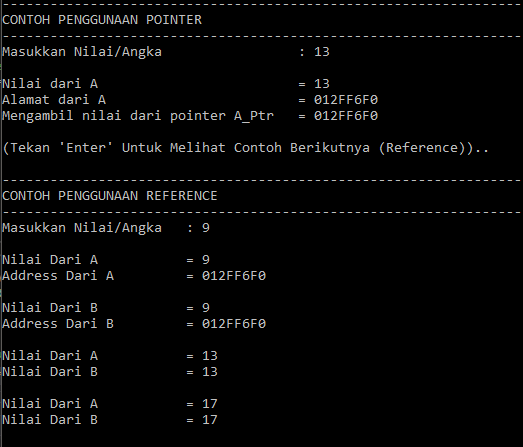 ------------------------------------------------------------------
CONTOH PENGGUNAAN POINTER
------------------------------------------------------------------
Masukkan Nilai/Angka                 : 13
Nilai dari A                         = 13
Alamat dari A                        = 012FF6F0
Mengambil nilai dari pointer A_Ptr   = 012FF6F0
(Tekan 'Enter' Untuk Melihat Contoh Berikutnya (Reference))..
------------------------------------------------------------------
CONTOH PENGGUNAAN REFERENCE
------------------------------------------------------------------
Masukkan Nilai/Angka   : 9
Nilai Dari A           = 9
Address Dari A         = 012FF6F0
Nilai Dari B           = 9
Address Dari B         = 012FF6F0
Nilai Dari A           = 13
Nilai Dari B           = 13
Nilai Dari A           = 17
Nilai Dari B           = 17